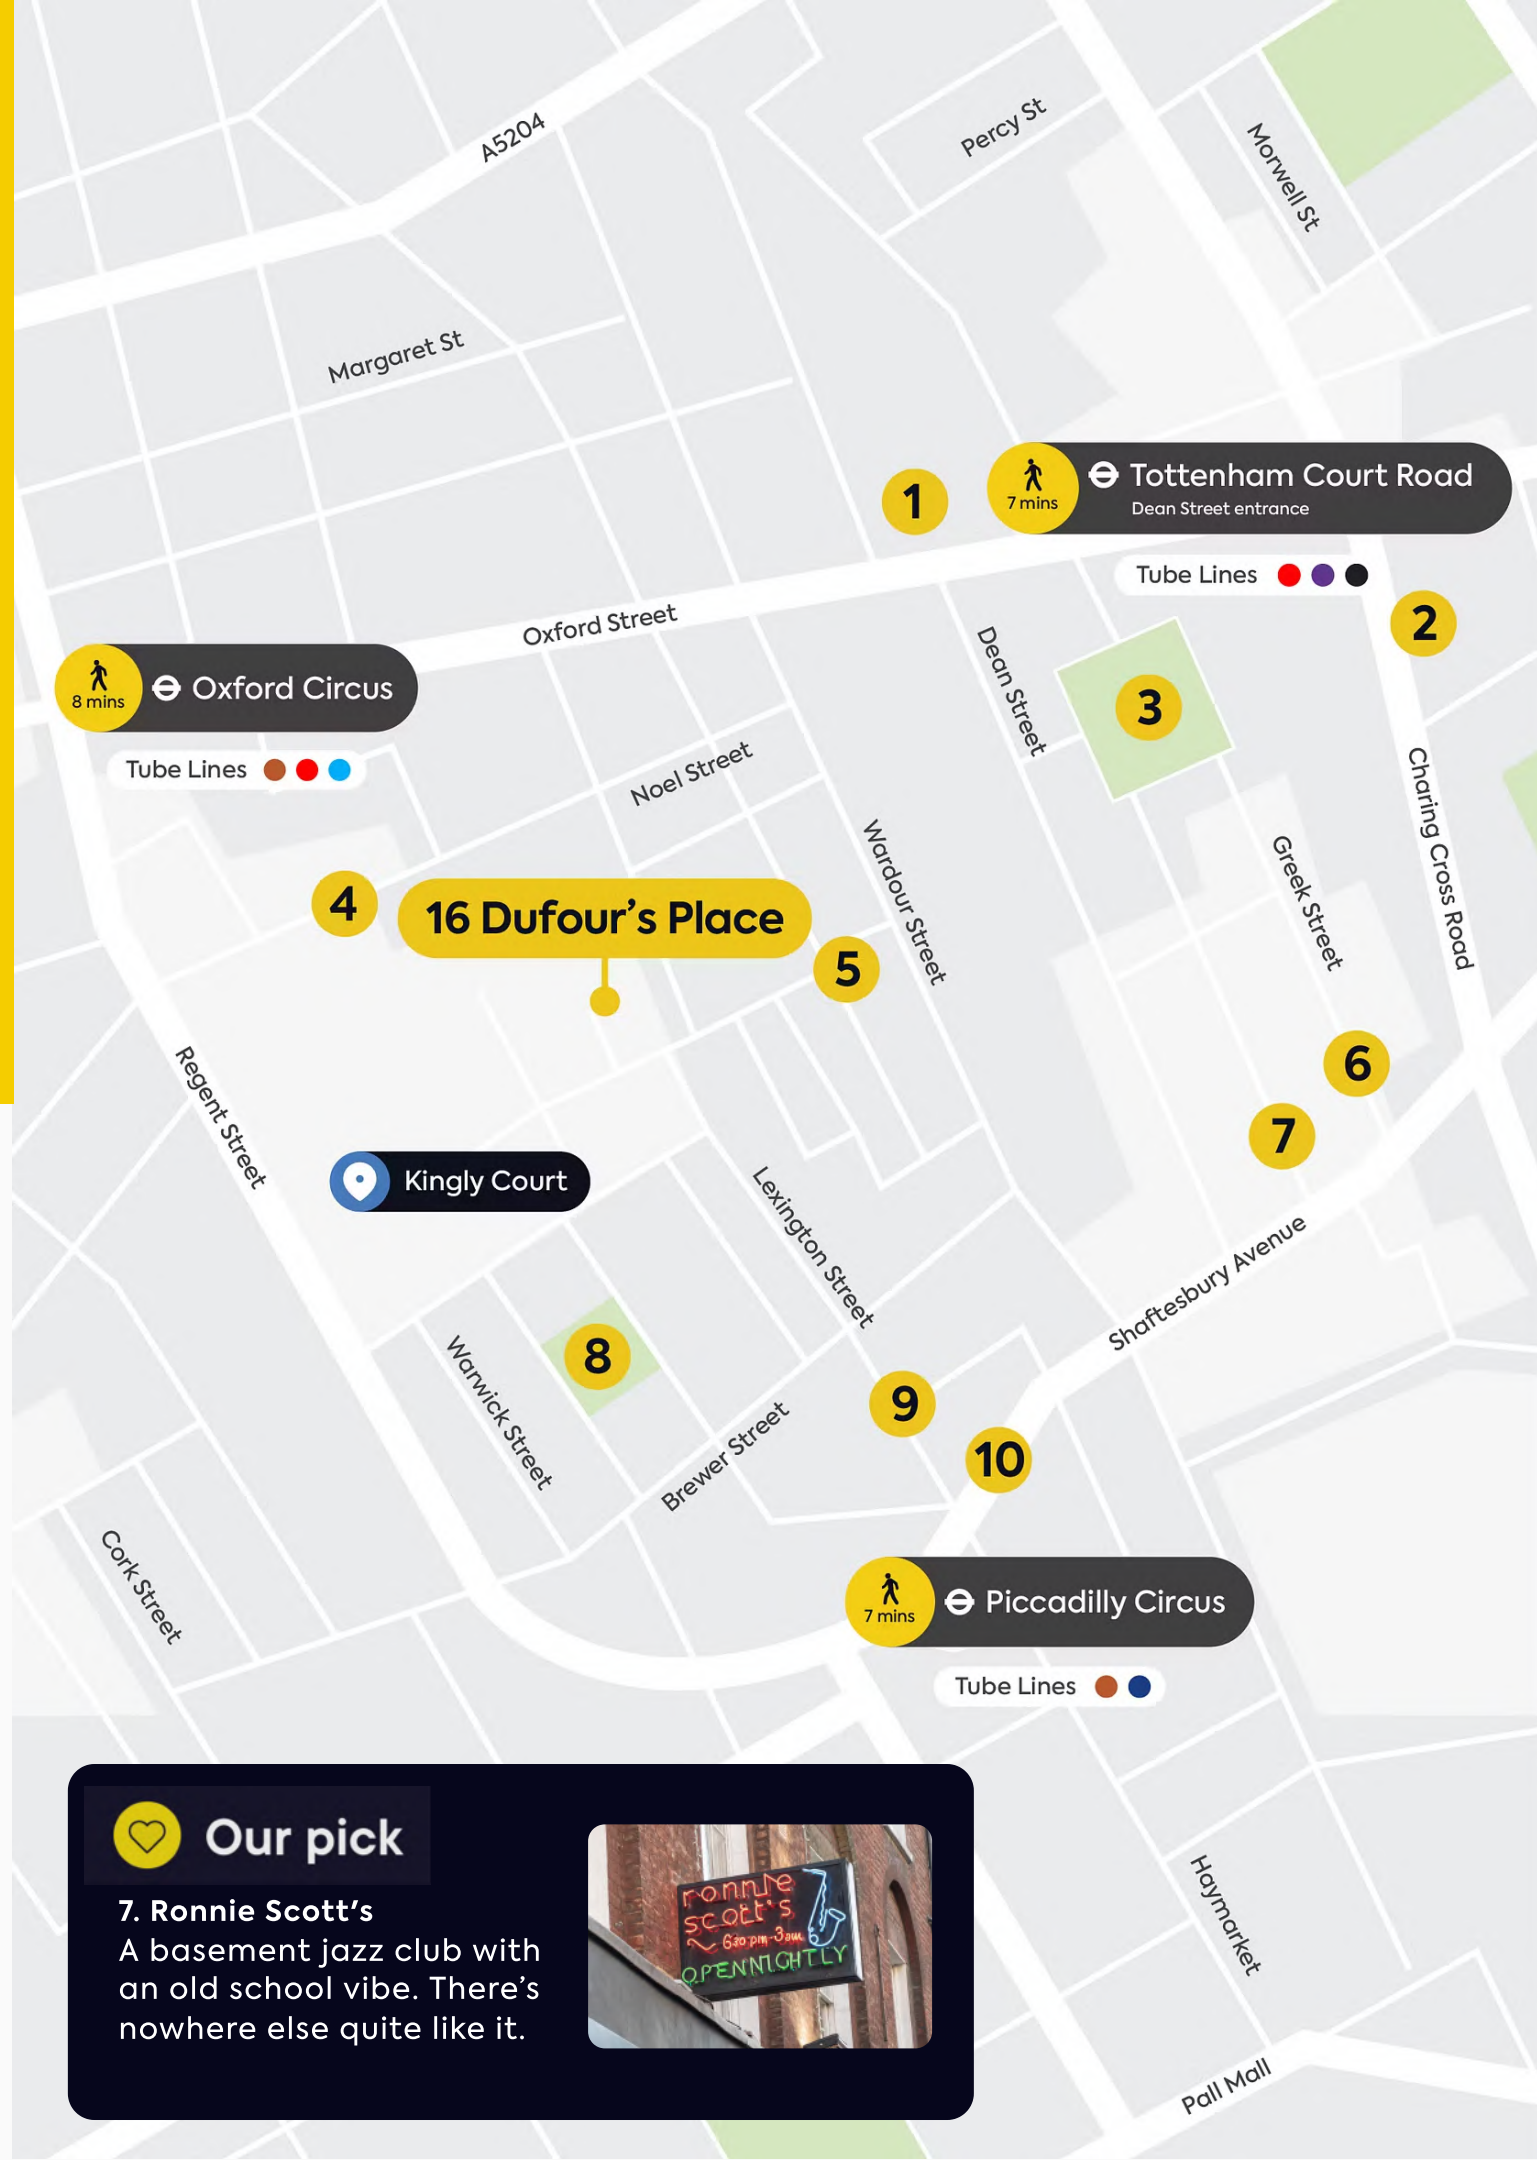 A5204
Percy St
Morwell St
Margaret St
1
7 mins
Tottenham Court Road
Dean Street entrance
Tube Lines
2
Oxford Street
Dean Street
8 mins
Oxford Circus
Tube Lines
3
Noel Street
Charing Cross Road
Wardour Street
Greek Street
4
16 Dufour’s Place
5
6
Regent Street
7
Kingly Court
Lexington Street
Shaftesbury Avenue
8
Warwick Street
9
Brewer Street
10
Cork Street
7 mins
Piccadilly Circus
Tube Lines
Our pick
7. Ronnie Scott's
A basement jazz club with
an old school vibe. There’s
nowhere else quite like it.
ronnie
scott's
630 pm-3am
OPEN NIGHTLY
Haymarket
Pall Mall